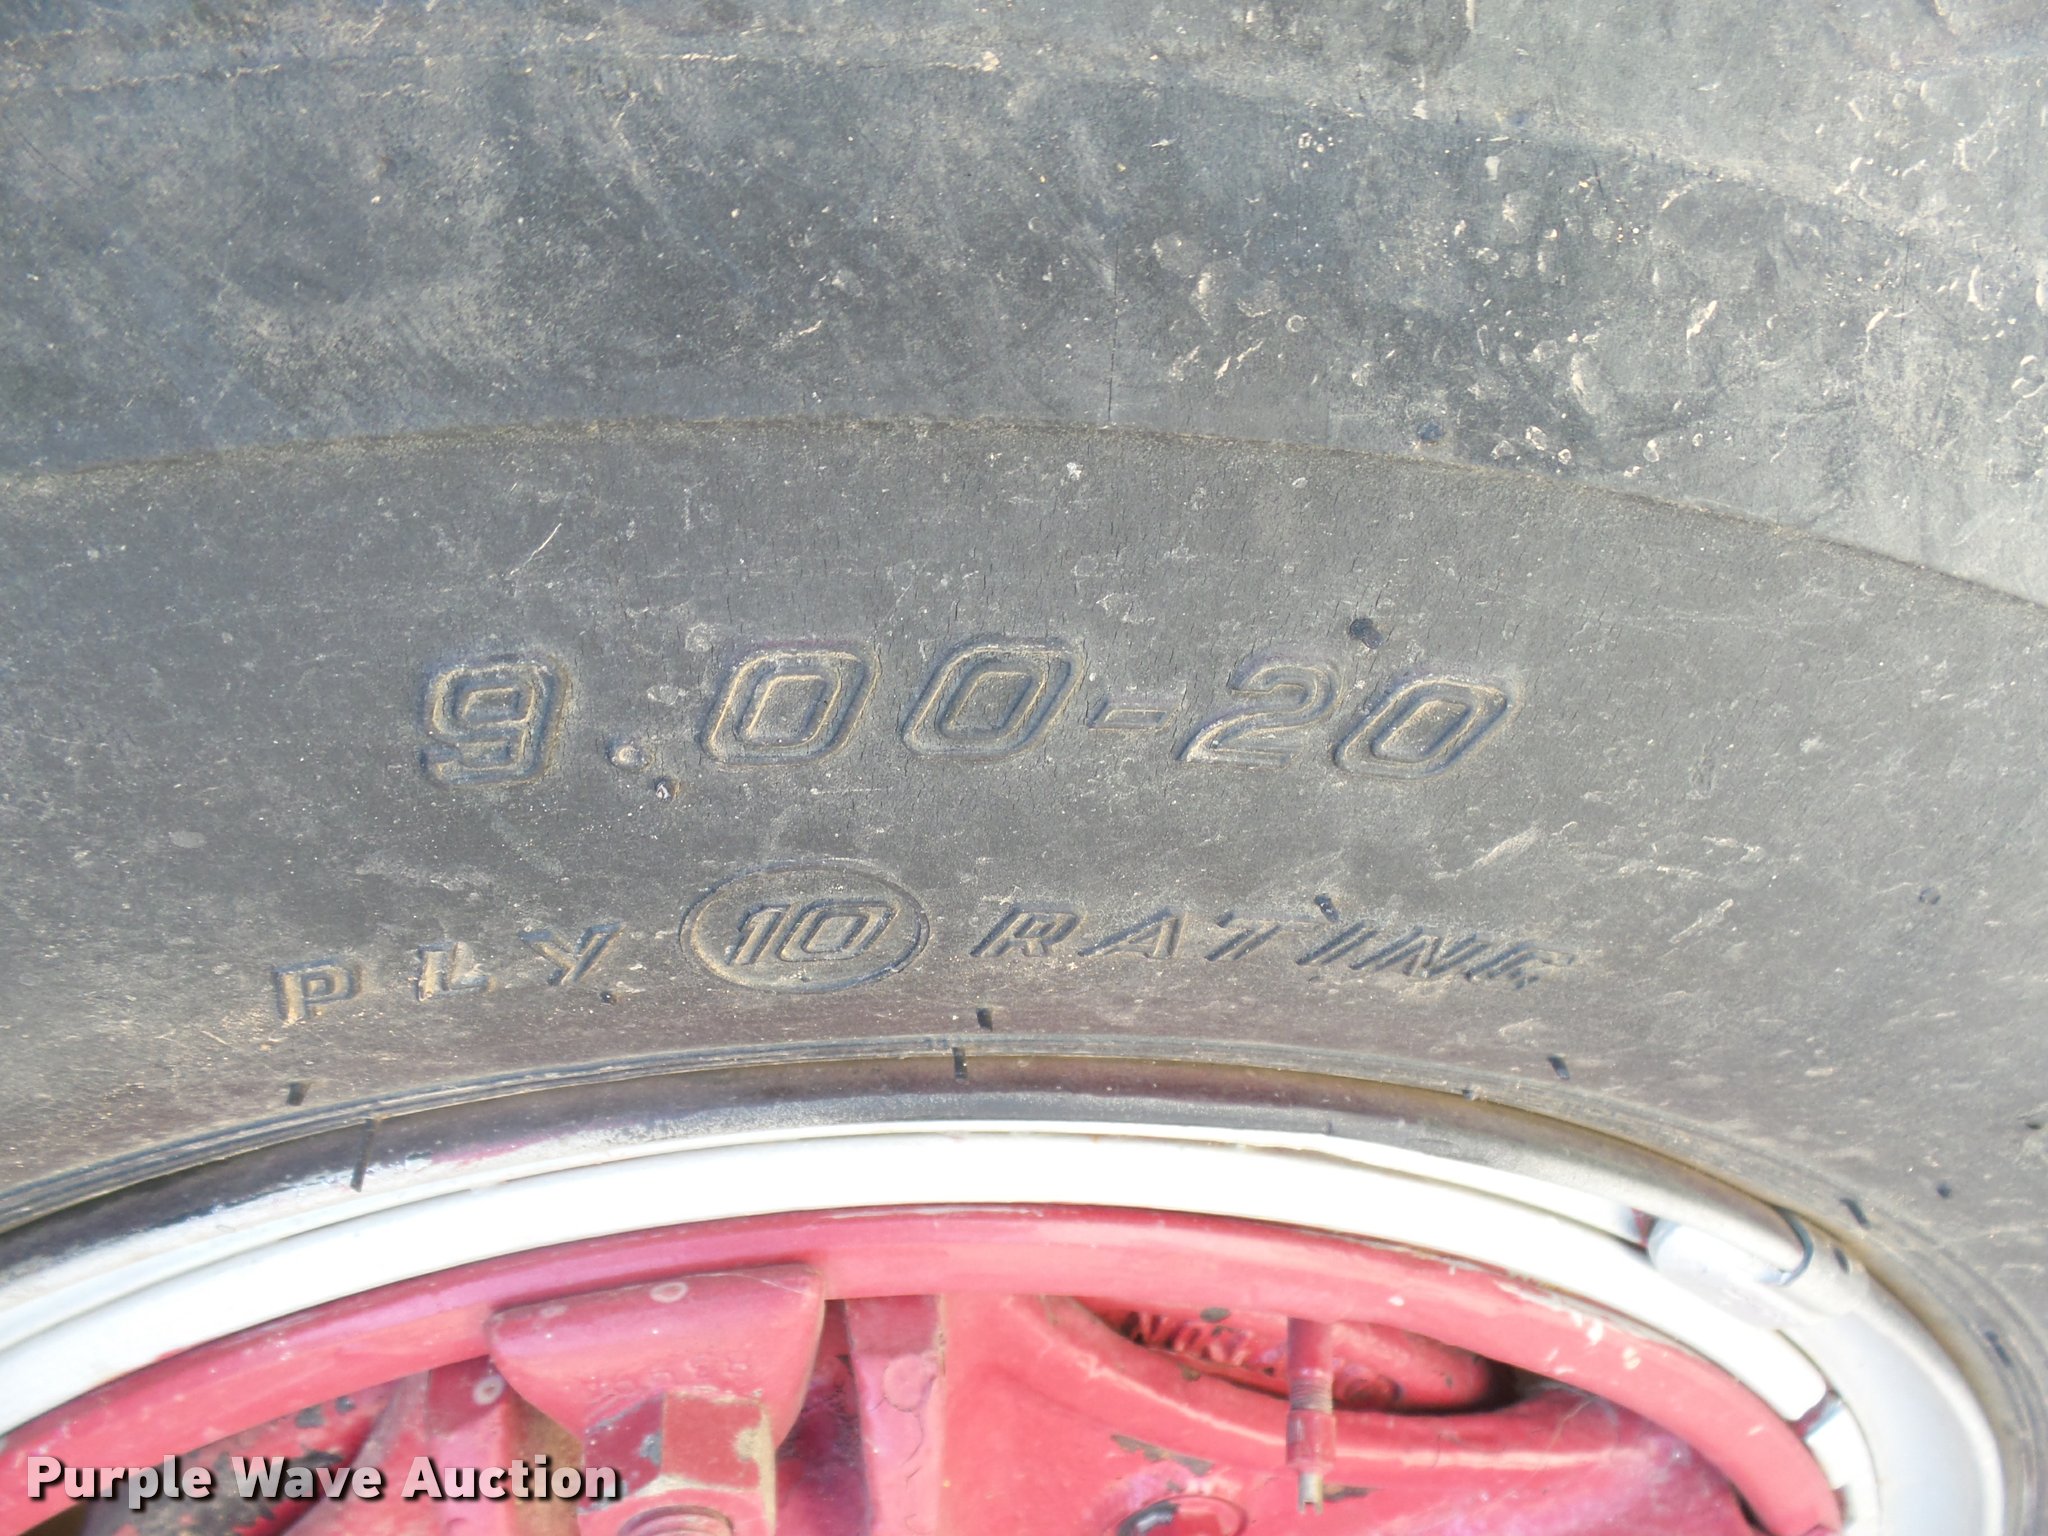 9.00-20
PLY 10 RATING
Purple Wave Auction